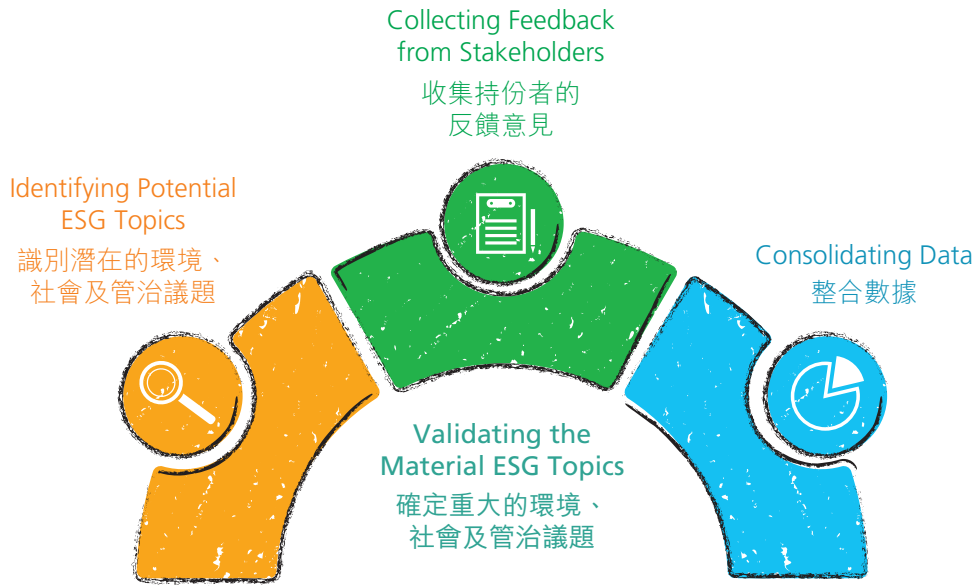 Identifying Potential
ESG Topics
識別潛在的環境、
社會及管治議題
Collecting Feedback
from Stakeholders
收集持份者的
反饋意見
Consolidating Data
整合數據
Validating the
Material ESG Topics
確定重大的環境、
社會及管治議題